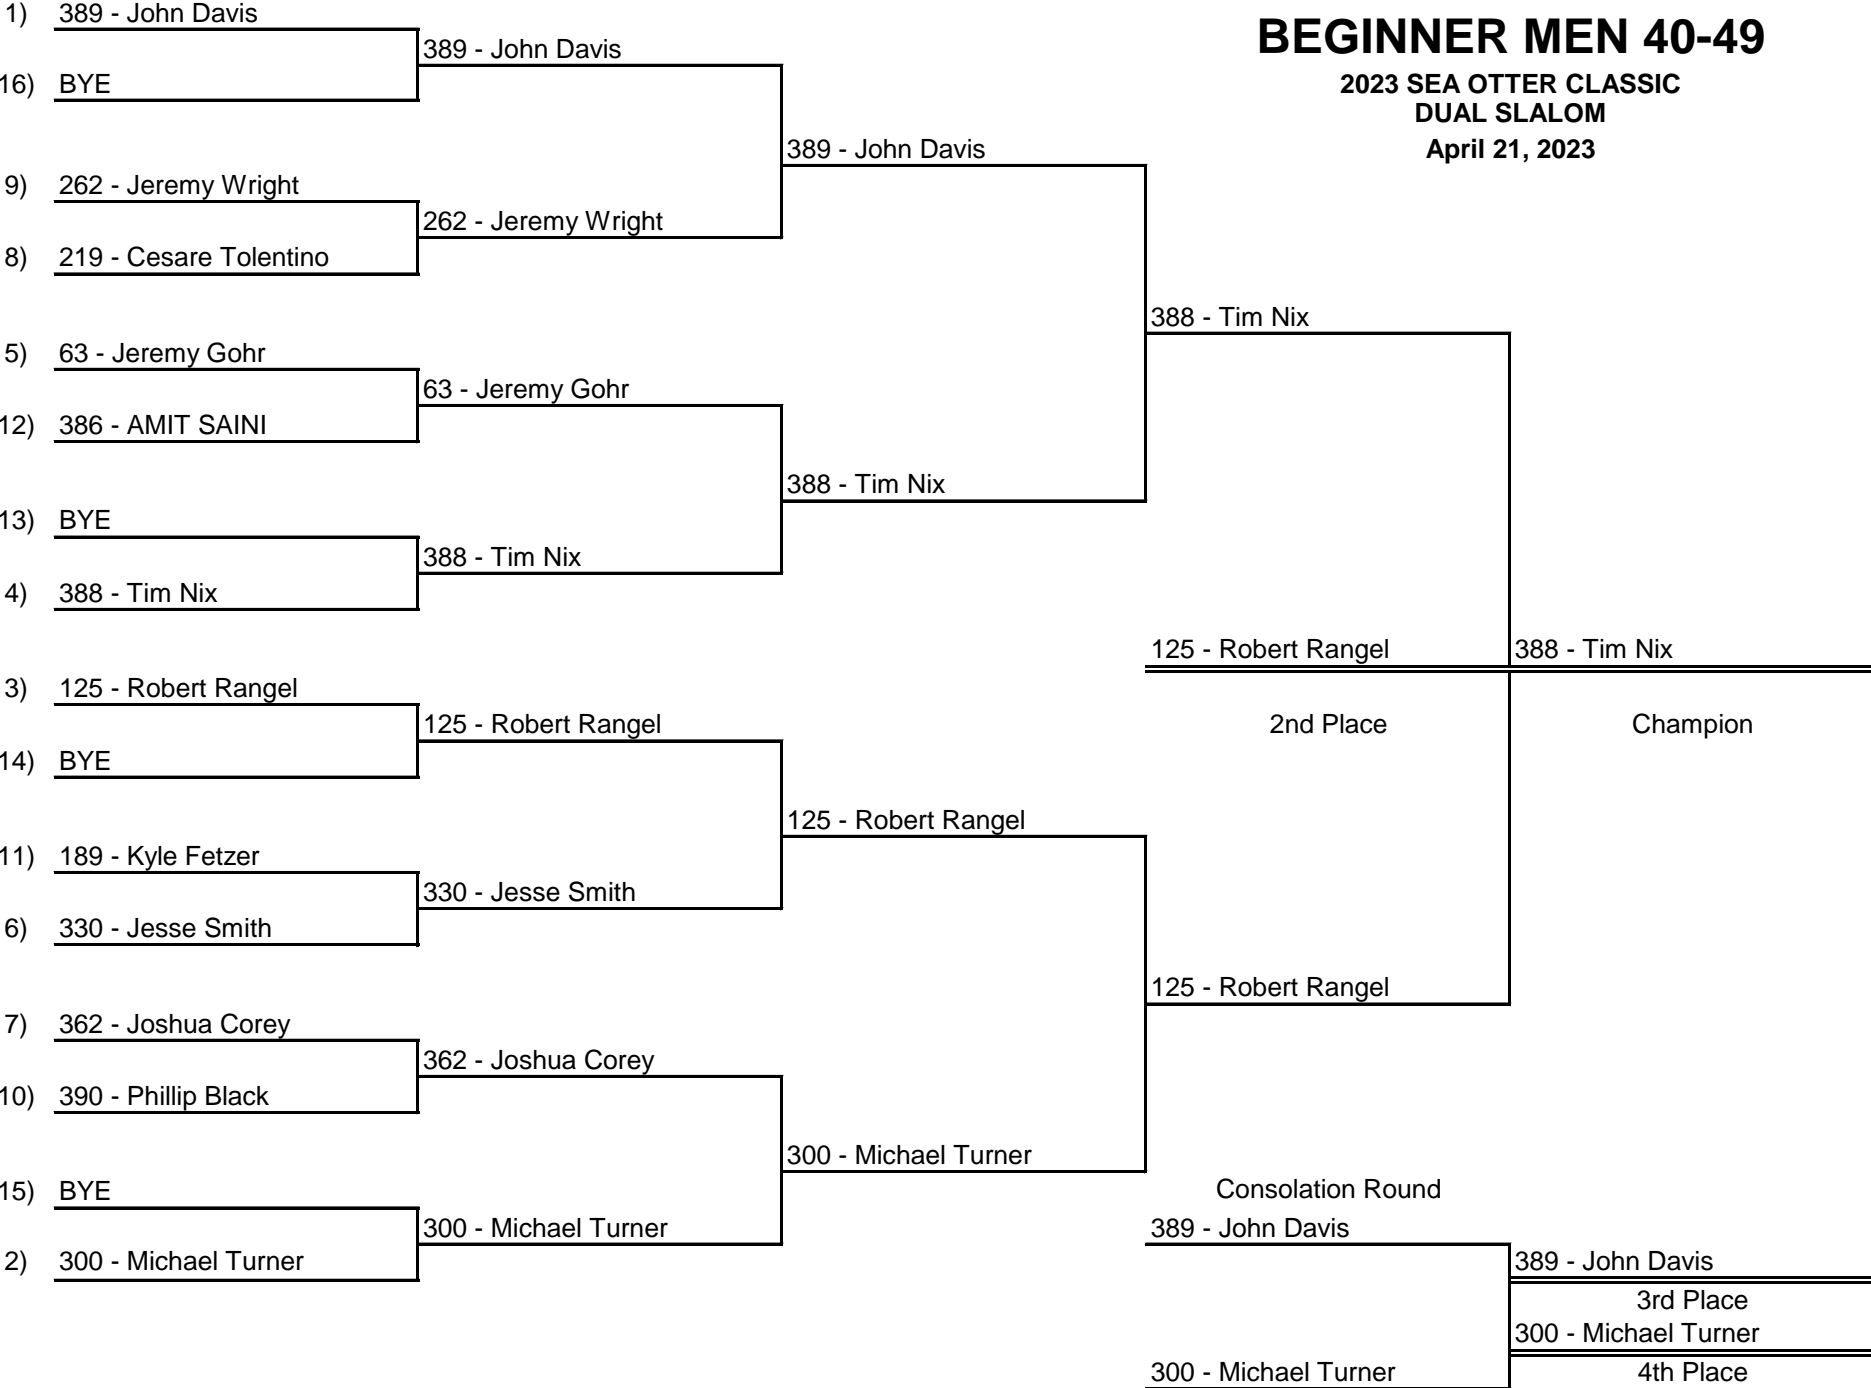 BEGINNER MEN 40-49
2023 SEA OTTER CLASSIC
DUAL SLALOM
April 21, 2023
1) 389 - John Davis
16) BYE
9) 262 - Jeremy Wright
8) 219 - Cesare Tolentino
5) 63 - Jeremy Gohr
12) 386 - AMIT SAINI
13) BYE
4) 388 - Tim Nix
3) 125 - Robert Rangel
14) BYE
11) 189 - Kyle Fetzer
6) 330 - Jesse Smith
7) 362 - Joshua Corey
10) 390 - Phillip Black
15) BYE
2) 300 - Michael Turner
389 - John Davis
262 - Jeremy Wright
63 - Jeremy Gohr
388 - Tim Nix
125 - Robert Rangel
330 - Jesse Smith
362 - Joshua Corey
300 - Michael Turner
389 - John Davis
388 - Tim Nix
125 - Robert Rangel
300 - Michael Turner
388 - Tim Nix
125 - Robert Rangel
2nd Place
125 - Robert Rangel
388 - Tim Nix
Champion
Consolation Round
389 - John Davis
300 - Michael Turner
389 - John Davis
3rd Place
300 - Michael Turner
4th Place